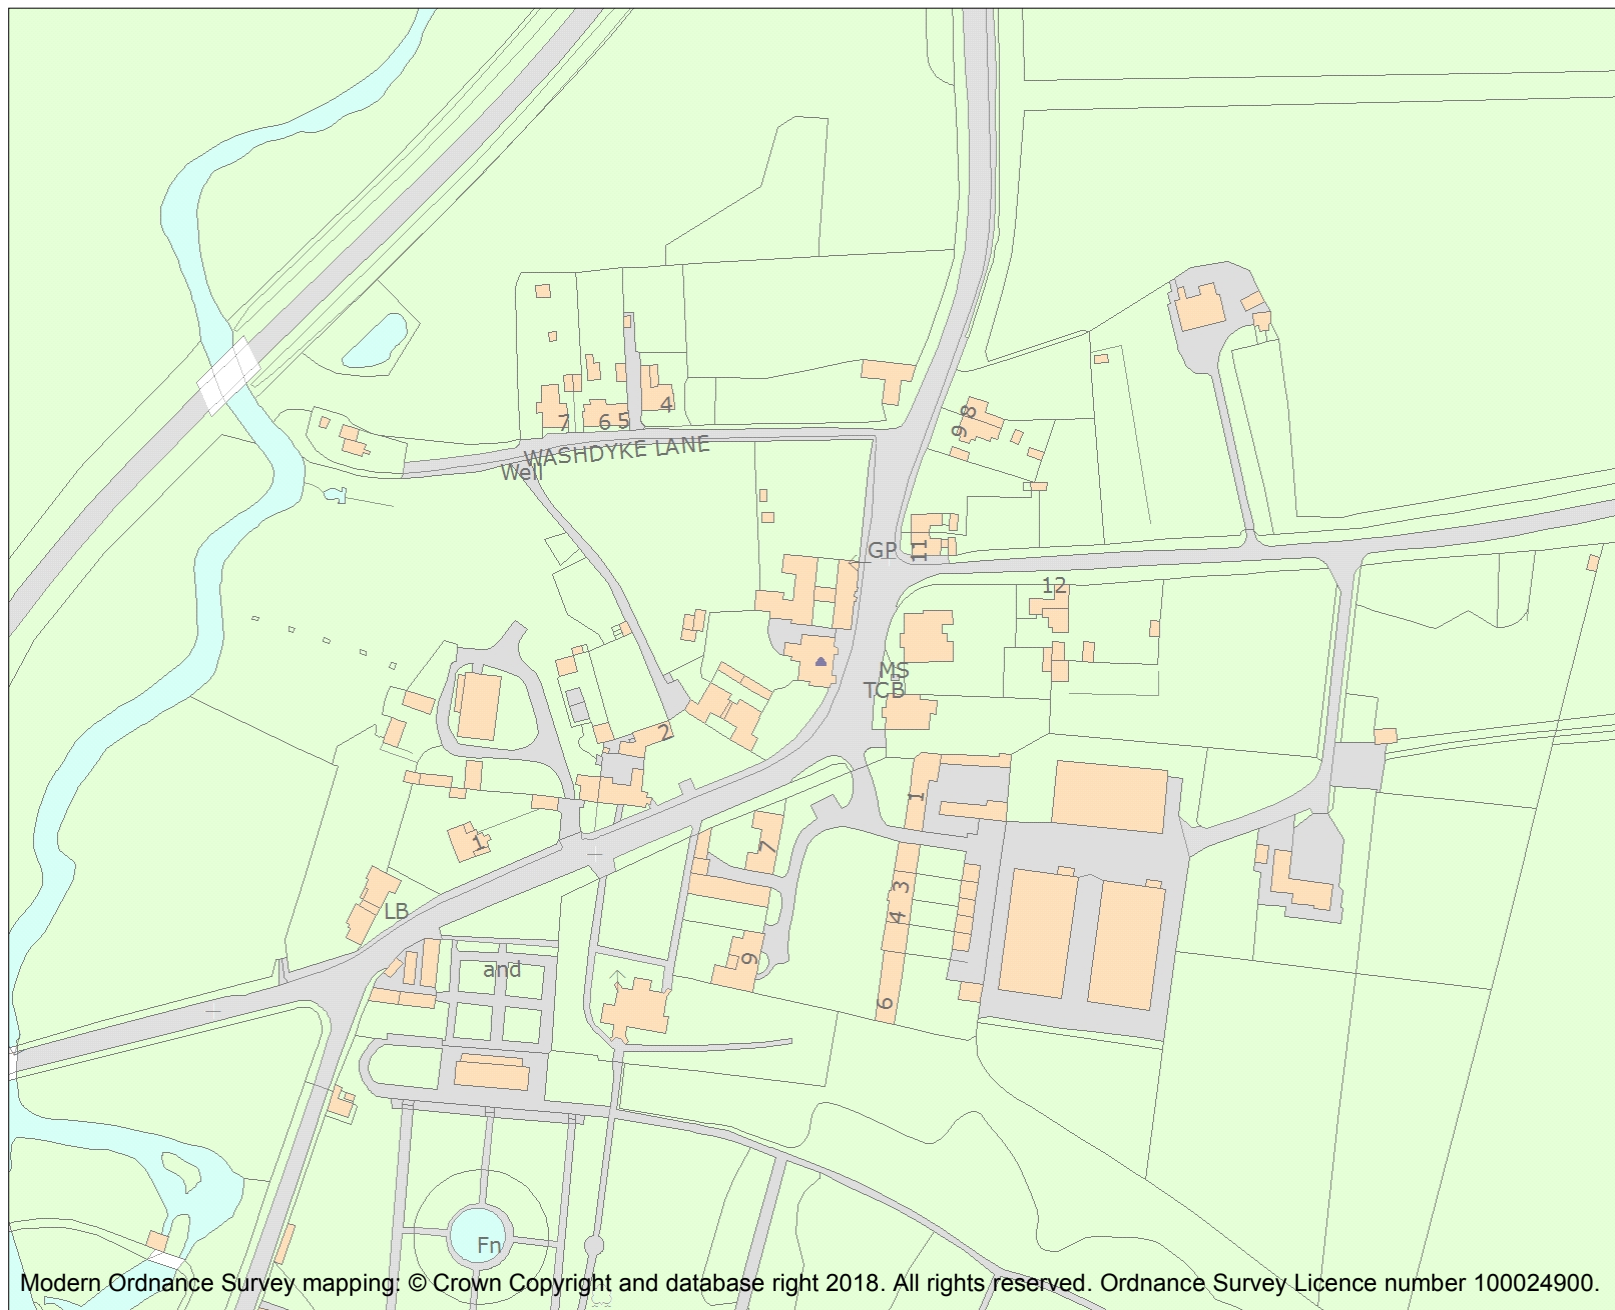 4
7
6 5
8
9
WASHDYKE LANE
Well
GP
11
12
MS
TCB
2
1
1
7
3
LB
4
and
9
6
Fn
Modern Ordnance Survey mapping: © Crown Copyright and database right 2018. All rights reserved. Ordnance Survey Licence number 100024900.